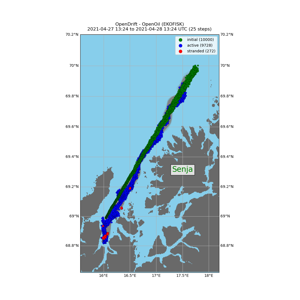 OpenDrift - OpenOil (EKOFISK)
2021-04-27 13:24 to 2021-04-28 13:24 UTC (25 steps)
70.2°N 70.2°N
initial (10000)
active (9728)
stranded (272)
70°N 70°N
69.8°N 69.8°N
69.6°N 69.6°N
69.4°N 69.4°N
Senja
69.2°N 69.2°N
69°N 69°N
68.8°N 68.8°N
16°E 16.5°E 17°E 17.5°E 18°E